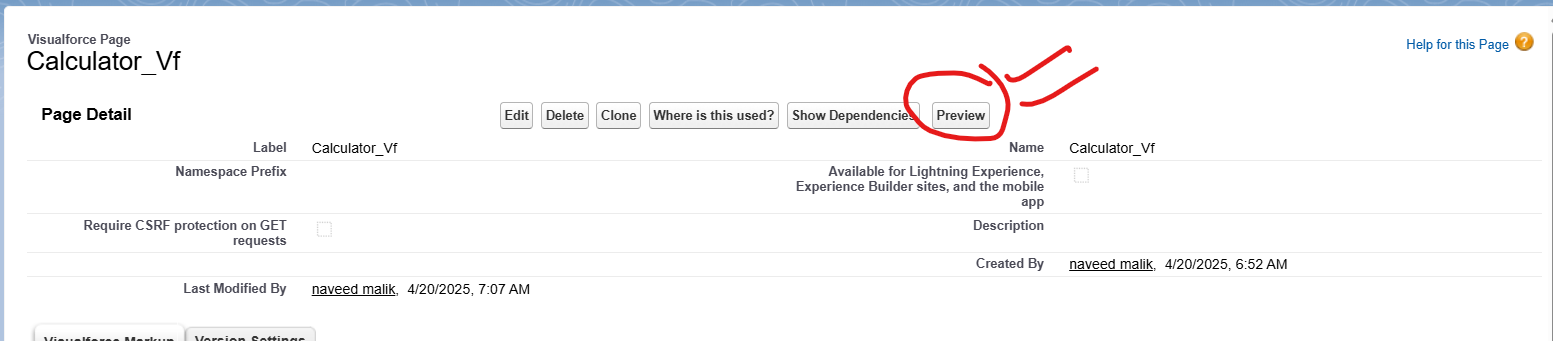 Visualforce Page
Calculator_Vf
Help for this Page ?
Page Detail
Edit Delete Clone Where is this used? Show Dependencies Preview
Label Calculator_Vf Name Calculator_Vf
Namespace Prefix Available for Lightning Experience,
Experience Builder sites, and the mobile
app
Require CSRF protection on GET
requests
Description
Created By naveed malik, 4/20/2025, 6:52 AM
Last Modified By naveed malik, 4/20/2025, 7:07 AM
Visualforce Markup Version Settings